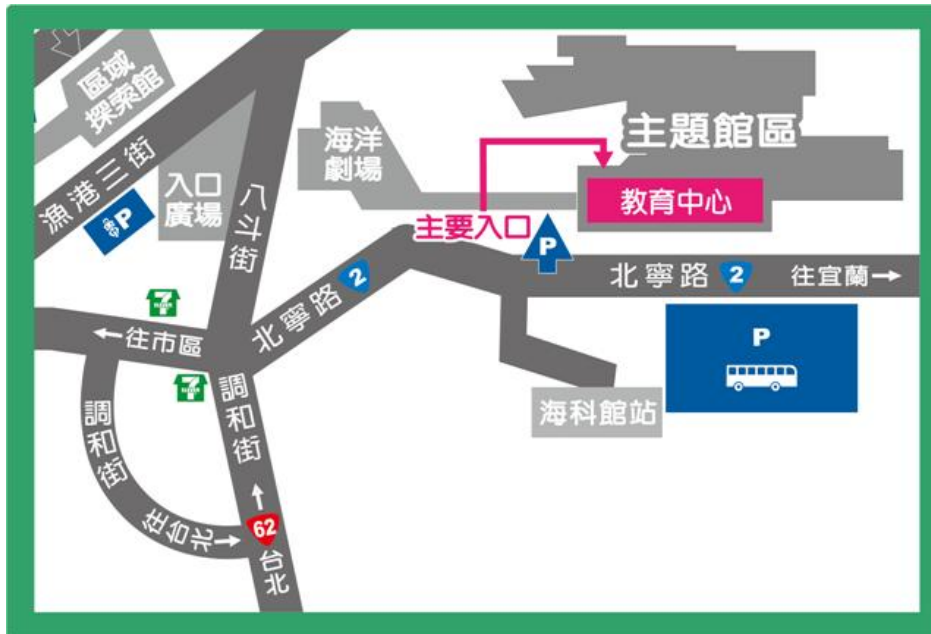 區域
探索館
漁港三街
P
入口
廣場
八斗街
海洋
劇場
主題館區
教育中心
主要入口
P
北寧路 2
北寧路 2
往宜蘭→
P
海科館站
7
←往市區
7
調和街
調和街
往台北→
62
台北